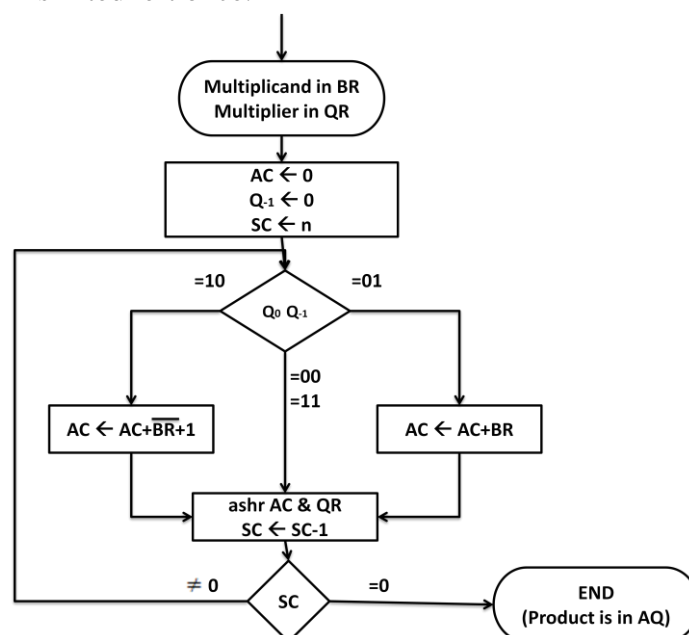 Multiplicand in BR
Multiplier in QR
AC ← 0
Q-1 ← 0
SC ← n
=10
=01
Q0 Q-1
=00
=11
AC ← AC+B̅R̅+1
AC ← AC+BR
ashr AC & QR
SC ← SC-1
≠ 0
SC
=0
END
(Product is in AQ)